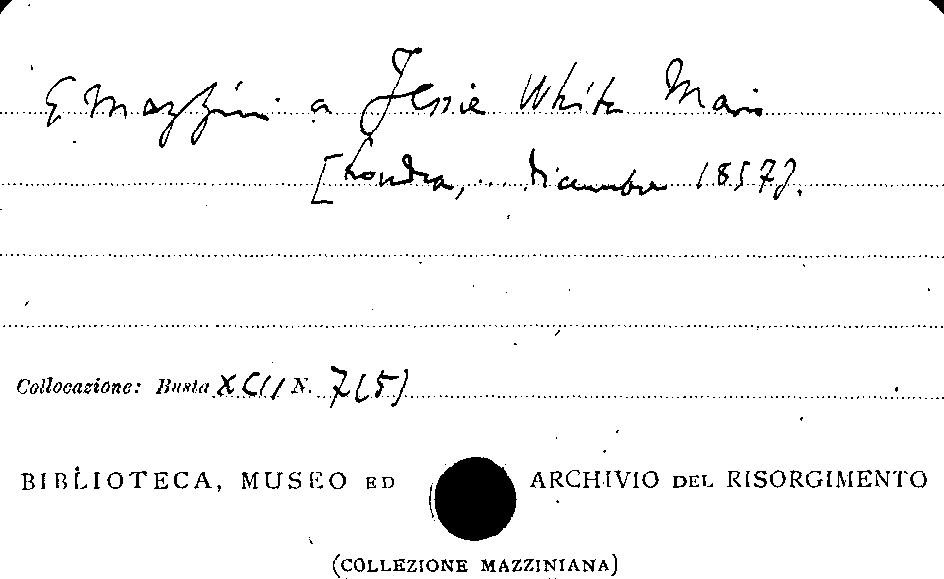 G. Mazzini a Jessie White Mario
[Londra, ... dicembre 1857].
Collocazione: Busta XCII N. 7(5)
BIBLIOTECA, MUSEO ED ARCHIVIO DEL RISORGIMENTO
(COLLEZIONE MAZZINIANA)